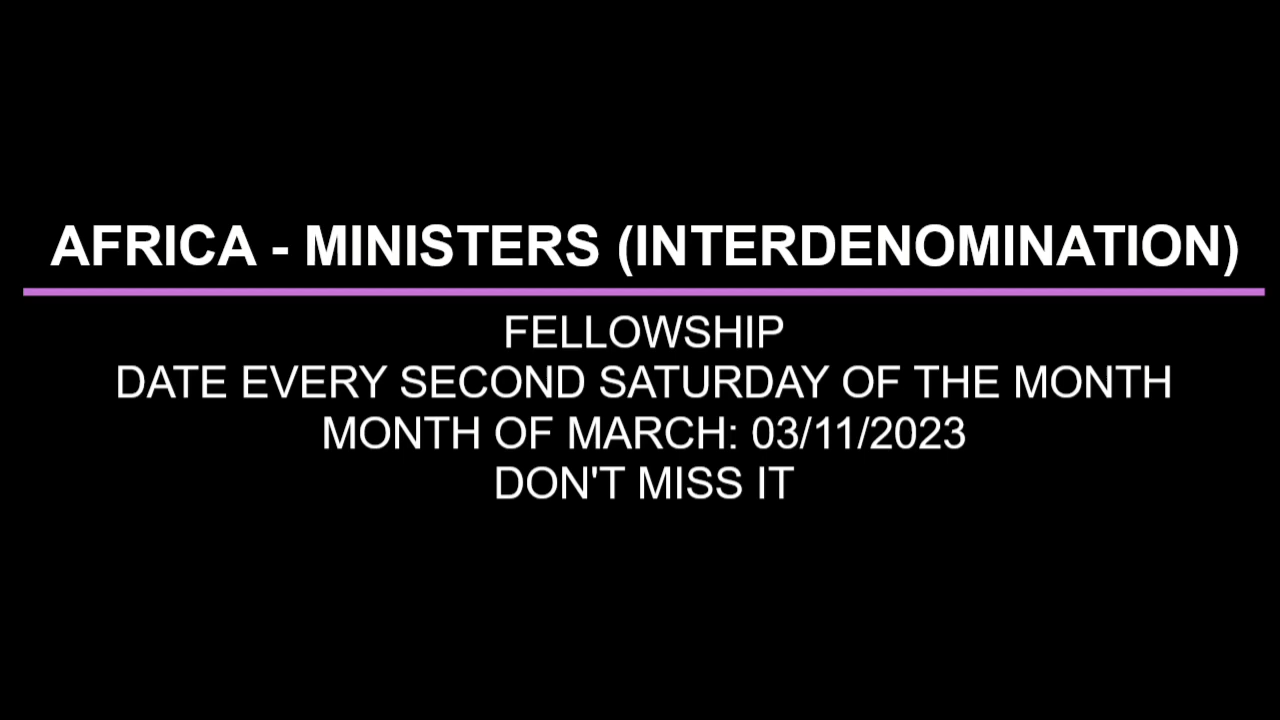 AFRICA - MINISTERS (INTERDENOMINATION)
FELLOWSHIP
DATE EVERY SECOND SATURDAY OF THE MONTH
MONTH OF MARCH: 03/11/2023
DON'T MISS IT